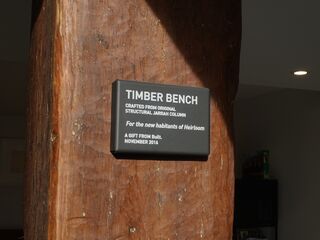 TIMBER BENCH
CRAFTED FROM ORIGINAL
STRUCTURAL JARRAH COLUMN
For the new habitants of Heirloom
A GIFT FROM Built.
NOVEMBER 2016